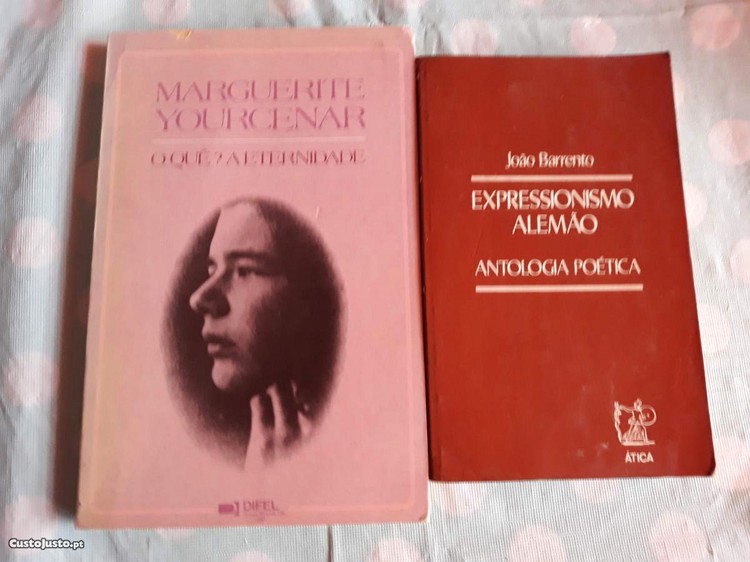 MARGUERITE
YOURCENAR
O QUÊ? A ETERNIDADE
DIFEL
João Barrento
EXPRESSIONISMO
ALEMÃO
ANTOLOGIA POÉTICA
ÁTICA
CustoJusto.pt